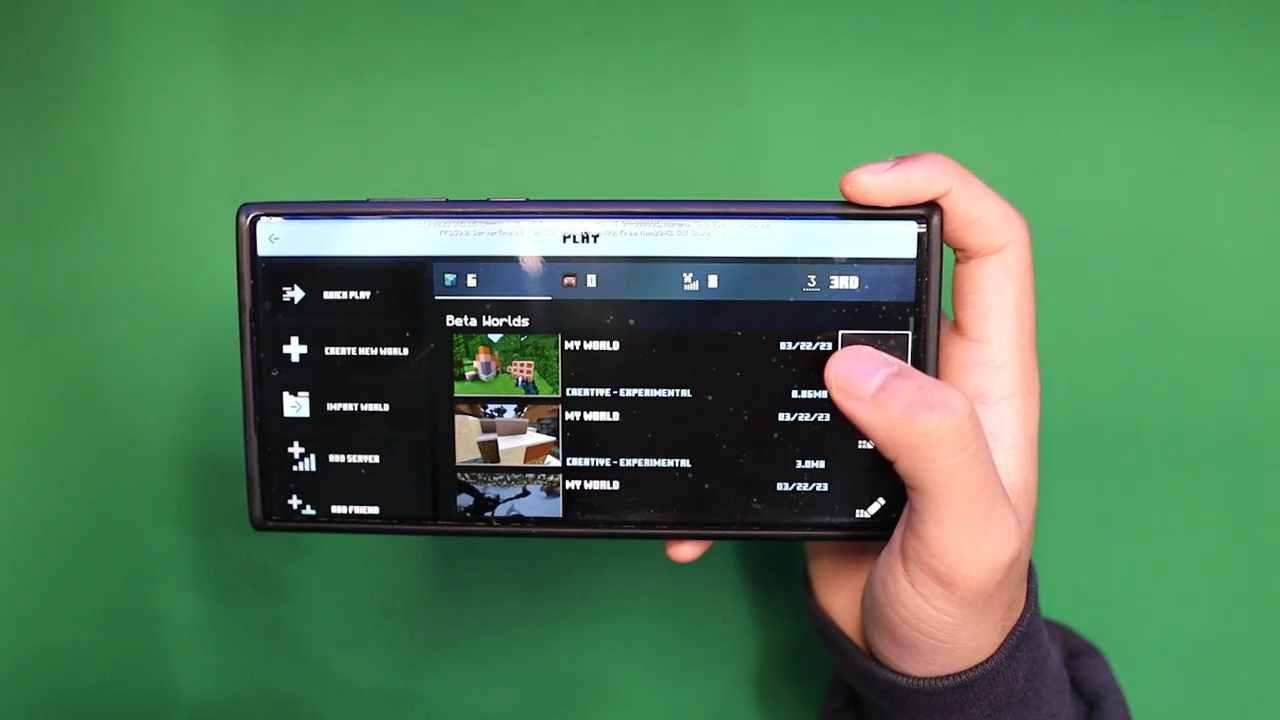 PLAY
QUICK PLAY
CREATE NEW WORLD
IMPORT WORLD
ADD SERVER
ADD FRIEND
6
3 3RD
Beta Worlds
MY WORLD 03/22/23
CREATIVE - EXPERIMENTAL 0.86MB
MY WORLD 03/22/23
CREATIVE - EXPERIMENTAL 3.0MB
MY WORLD 03/22/23